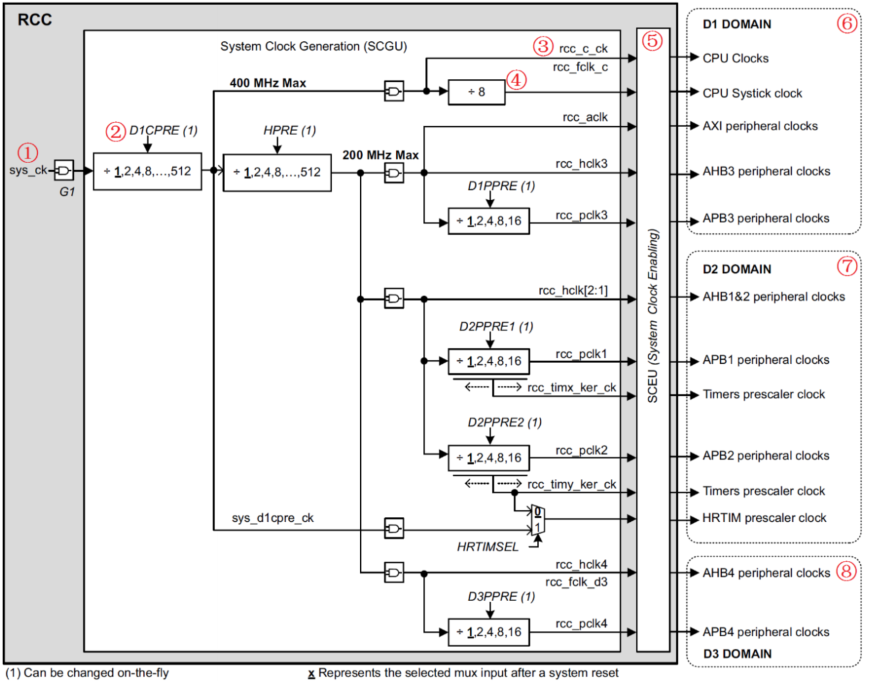 RCC
D1 DOMAIN ⑥
System Clock Generation (SCGU)
③ rcc_c_ck
⑤
CPU Clocks
rcc_fclk_c
400 MHz Max
④
÷ 8
CPU Systick clock
rcc_aclk
AXI peripheral clocks
② D1CPRE (1)
HPRE (1)
①
200 MHz Max
rcc_hclk3
AHB3 peripheral clocks
sys_ck
÷ 1,2,4,8,...,512
÷ 1,2,4,8,...,512
G1
D1PPRE (1)
÷ 1,2,4,8,16
rcc_pclk3
APB3 peripheral clocks
SCEU (System Clock Enabling)
D2 DOMAIN ⑦
rcc_hclk[2:1]
AHB1&2 peripheral clocks
D2PPRE1 (1)
÷ 1,2,4,8,16
rcc_pclk1
APB1 peripheral clocks
rcc_timx_ker_ck
Timers prescaler clock
D2PPRE2 (1)
÷ 1,2,4,8,16
rcc_pclk2
APB2 peripheral clocks
rcc_timy_ker_ck
Timers prescaler clock
sys_d1cpre_ck
0
1
HRTIM prescaler clock
HRTIMSEL
rcc_hclk4
AHB4 peripheral clocks ⑧
rcc_fclk_d3
D3PPRE (1)
÷ 1,2,4,8,16
rcc_pclk4
APB4 peripheral clocks
D3 DOMAIN
(1) Can be changed on-the-fly
x Represents the selected mux input after a system reset